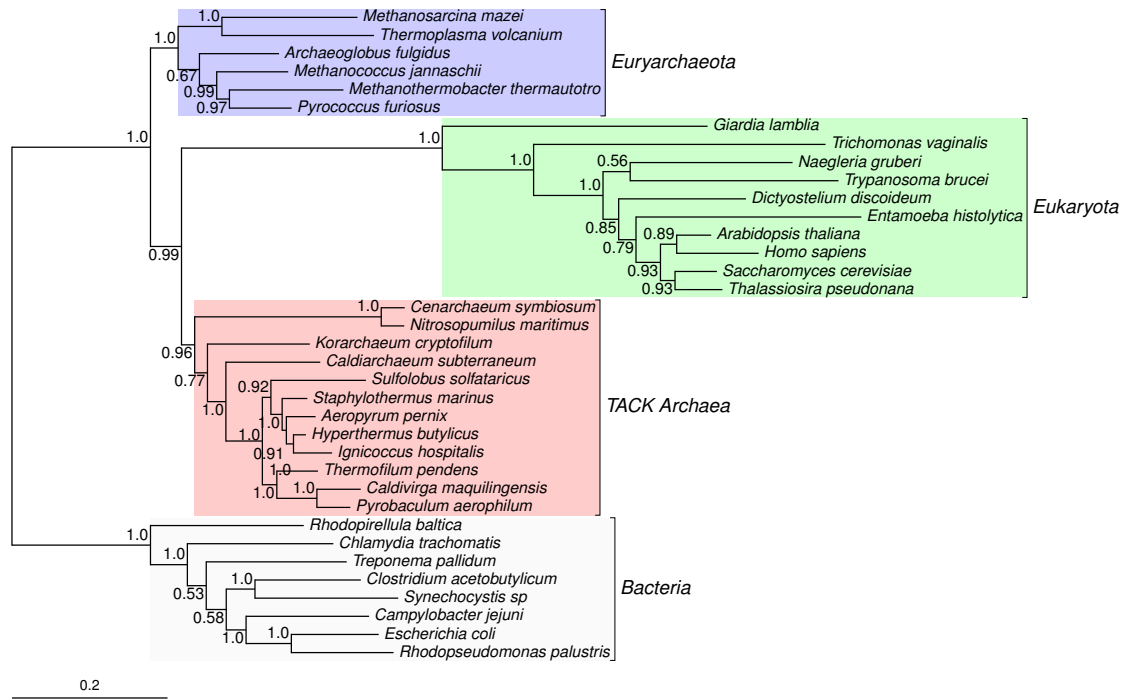 1.0 Methanosarcina mazei
Thermoplasma volcanium
1.0
Archaeoglobus fulgidus
Euryarchaeota
0.67 Methanococcus jannaschii
0.99 Methanothermobacter thermautotro
0.97 Pyrococcus furiosus
Giardia lamblia
1.0 1.0
Trichomonas vaginalis
1.0 0.56 Naegleria gruberi
Trypanosoma brucei
1.0
Dictyostelium discoideum
Eukaryota
Entamoeba histolytica
0.85
0.89 Arabidopsis thaliana
0.79
Homo sapiens
0.99
0.93 Saccharomyces cerevisiae
0.93 Thalassiosira pseudonana
1.0 Cenarchaeum symbiosum
Nitrosopumilus maritimus
Korarchaeum cryptofilum
0.96
Caldiarchaeum subterraneum
0.77 Sulfolobus solfataricus
0.92
Staphylothermus marinus
TACK Archaea
1.0 Aeropyrum pernix
1.0
1.0 Hyperthermus butylicus
0.91 Ignicoccus hospitalis
1.0 Thermofilum pendens
1.0 1.0 Caldivirga maquilingensis
Pyrobaculum aerophilum
Rhodopirellula baltica
1.0
Chlamydia trachomatis
1.0
Treponema pallidum
1.0 Clostridium acetobutylicum
Bacteria
0.53 Synechocystis sp
0.58 Campylobacter jejuni
1.0 1.0 Escherichia coli
Rhodopseudomonas palustris
0.2